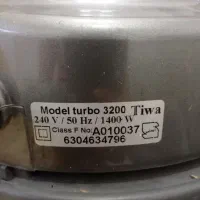 Model turbo 3200 Tiwa
240 V / 50 Hz / 1400 W
Class F No: A010037
6304634796